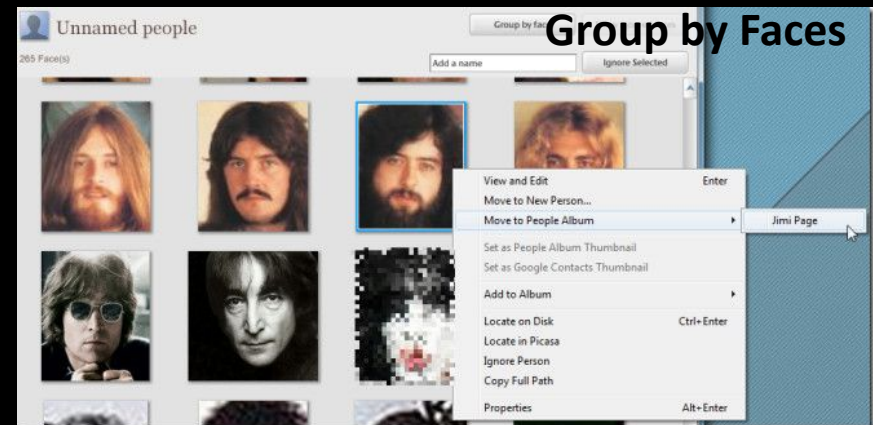 Unnamed people
Group by fac
Group by Faces
265 Face(s)
Add a name
Ignore Selected
View and Edit Enter
Move to New Person...
Move to People Album
Jimi Page
Set as People Album Thumbnail
Set as Google Contacts Thumbnail
Add to Album
Locate on Disk Ctrl+Enter
Locate in Picasa
Ignore Person
Copy Full Path
Properties Alt+Enter